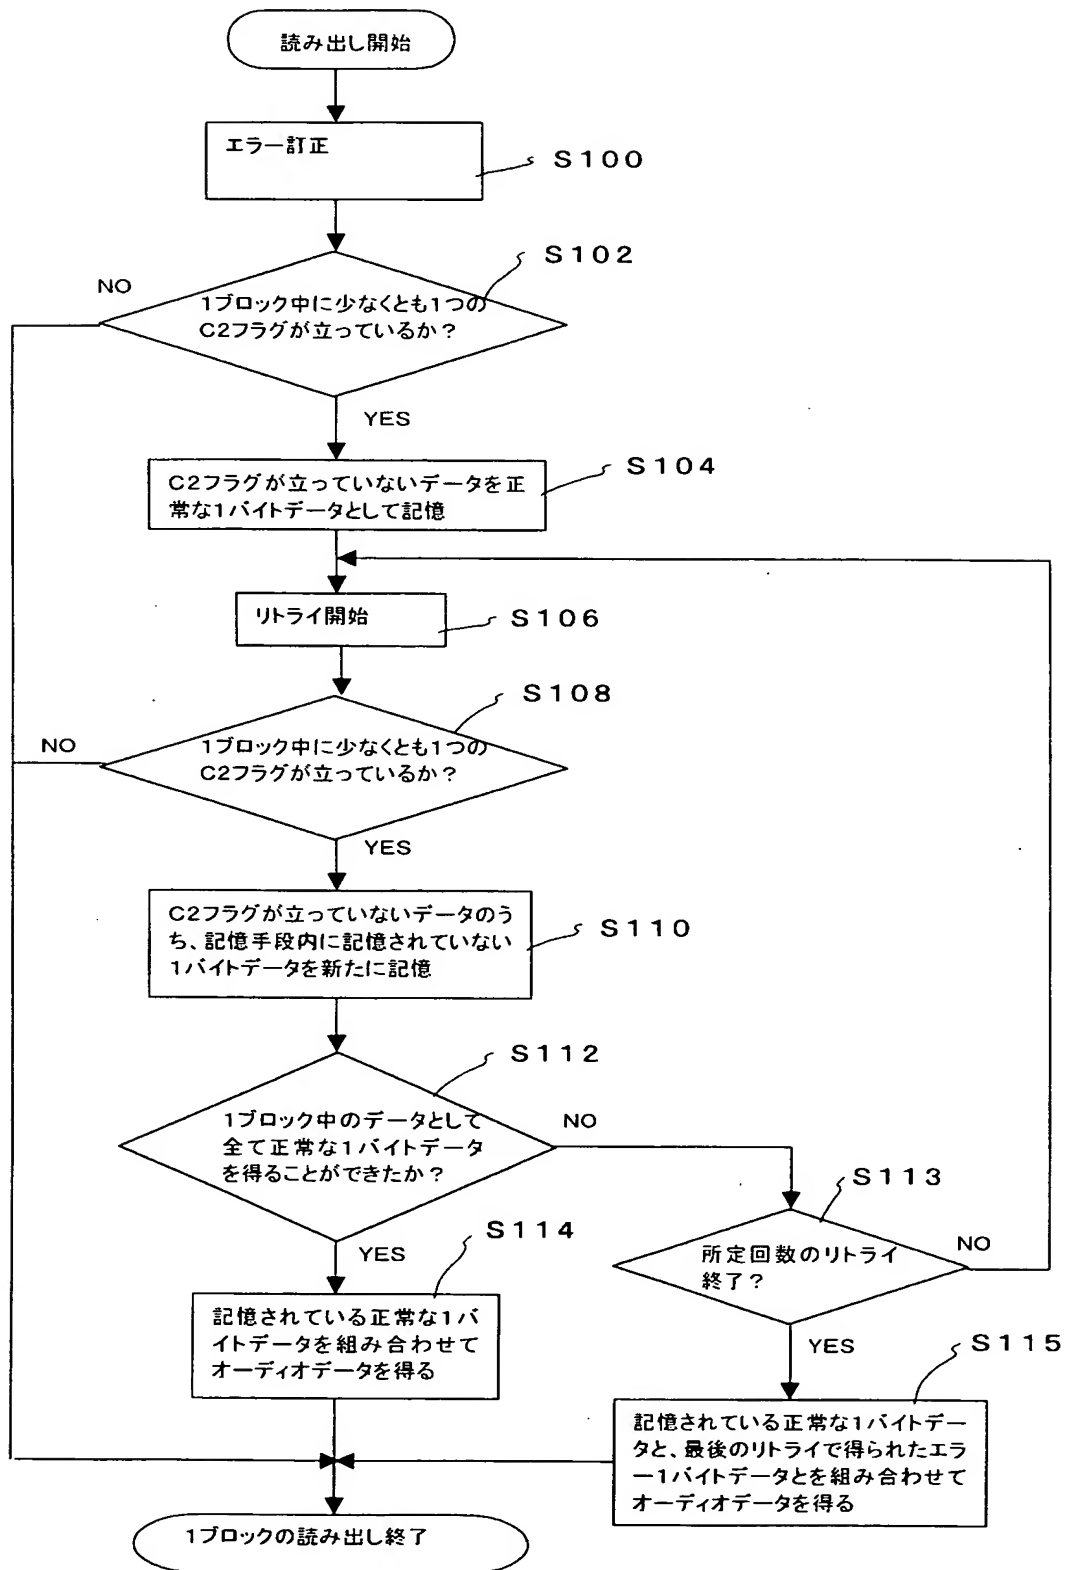 読み出し開始
エラー訂正
S100
S102
NO
1ブロック中に少なくとも1つの
C2フラグが立っているか？
YES
S104
C2フラグが立っていないデータを正
常な1バイトデータとして記憶
リトライ開始
S106
S108
NO
1ブロック中に少なくとも1つの
C2フラグが立っているか？
YES
C2フラグが立っていないデータのう
ち、記憶手段内に記憶されていない
1バイトデータを新たに記憶
S110
S112
1ブロック中のデータとして
全て正常な1バイトデータ
を得ることができたか？
NO
S113
S114
YES
所定回数のリトライ
終了？
NO
記憶されている正常な1バ
イトデータを組み合わせて
オーディオデータを得る
YES
S115
記憶されている正常な1バイトデー
タと、最後のリトライで得られたエラ
ー1バイトデータとを組み合わせて
オーディオデータを得る
1ブロックの読み出し終了